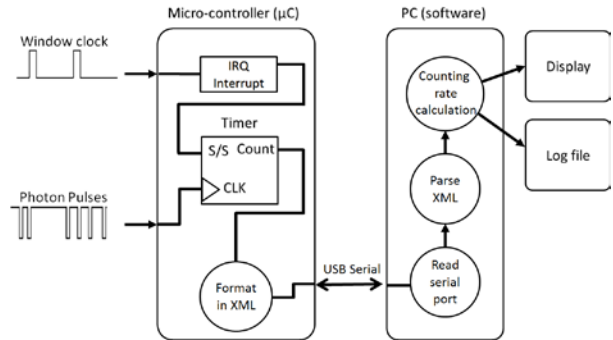 Micro-controller (µC)
PC (software)
Window clock
IRQ
Interrupt
Counting
rate
calculation
Display
Timer
S/S
Count
CLK
Log file
Photon Pulses
Parse
XML
USB Serial
Format
in XML
Read
serial
port